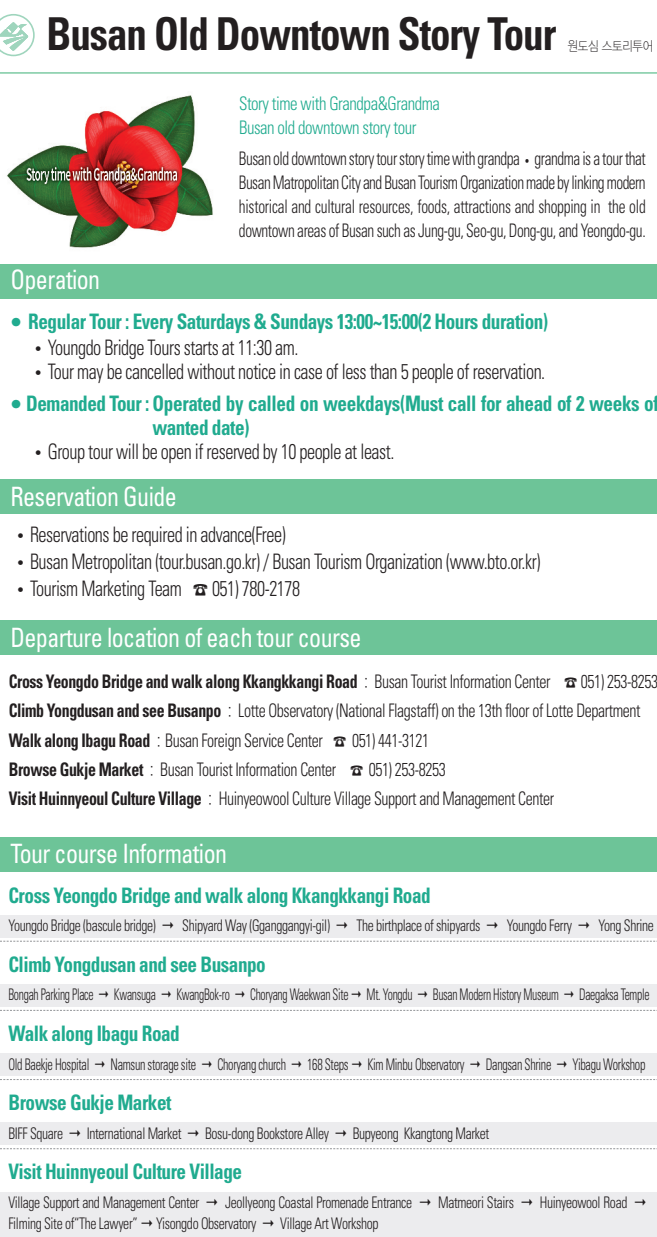 Busan Old Downtown Story Tour 원도심 스토리투어
Story time with Grandpa&Grandma
Story time with Grandpa&Grandma
Busan old downtown story tour
Busan old downtown story tour story time with grandpa • grandma is a tour that
Busan Matropolitan City and Busan Tourism Organization made by linking modern
historical and cultural resources, foods, attractions and shopping in the old
downtown areas of Busan such as Jung-gu, Seo-gu, Dong-gu, and Yeongdo-gu.
Operation
• Regular Tour : Every Saturdays & Sundays 13:00~15:00(2 Hours duration)
• Youngdo Bridge Tours starts at 11:30 am.
• Tour may be cancelled without notice in case of less than 5 people of reservation.
• Demanded Tour : Operated by called on weekdays(Must call for ahead of 2 weeks of
wanted date)
• Group tour will be open if reserved by 10 people at least.
Reservation Guide
• Reservations be required in advance(Free)
• Busan Metropolitan (tour.busan.go.kr) / Busan Tourism Organization (www.bto.or.kr)
• Tourism Marketing Team ☎ 051) 780-2178
Departure location of each tour course
Cross Yeongdo Bridge and walk along Kkangkkangi Road : Busan Tourist Information Center ☎ 051) 253-8253
Climb Yongdusan and see Busanpo : Lotte Observatory (National Flagstaff) on the 13th floor of Lotte Department
Walk along Ibagu Road : Busan Foreign Service Center ☎ 051) 441-3121
Browse Gukje Market : Busan Tourist Information Center ☎ 051) 253-8253
Visit Huinnyeoul Culture Village : Huinyeowool Culture Village Support and Management Center
Tour course Information
Cross Yeongdo Bridge and walk along Kkangkkangi Road
Youngdo Bridge (bascule bridge) → Shipyard Way (Gganggangyi-gil) → The birthplace of shipyards → Youngdo Ferry → Yong Shrine
Climb Yongdusan and see Busanpo
Bongah Parking Place → Kwansuga → KwangBok-ro → Choryang Waekwan Site → Mt. Yongdu → Busan Modern History Museum → Daegaksa Temple
Walk along Ibagu Road
Old Baekje Hospital → Namsun storage site → Choryang church → 168 Steps → Kim Minbu Observatory → Dangsan Shrine → Yibagu Workshop
Browse Gukje Market
BIFF Square → International Market → Bosu-dong Bookstore Alley → Bupyeong Kkangtong Market
Visit Huinnyeoul Culture Village
Village Support and Management Center → Jeollyeong Coastal Promenade Entrance → Matmeori Stairs → Huinyeowool Road →
Filming Site of"The Lawyer" → Yisongdo Observatory → Village Art Workshop